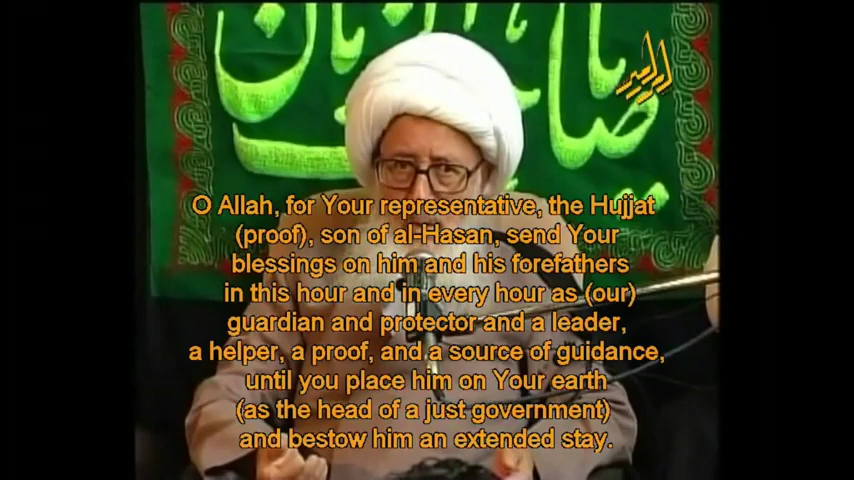 O Allah, for Your representative, the Hujjat
(proof), son of al-Hasan, send Your
blessings on him and his forefathers
in this hour and in every hour as (our)
guardian and protector and a leader,
a helper, a proof, and a source of guidance,
until you place him on Your earth
(as the head of a just government)
and bestow him an extended stay.